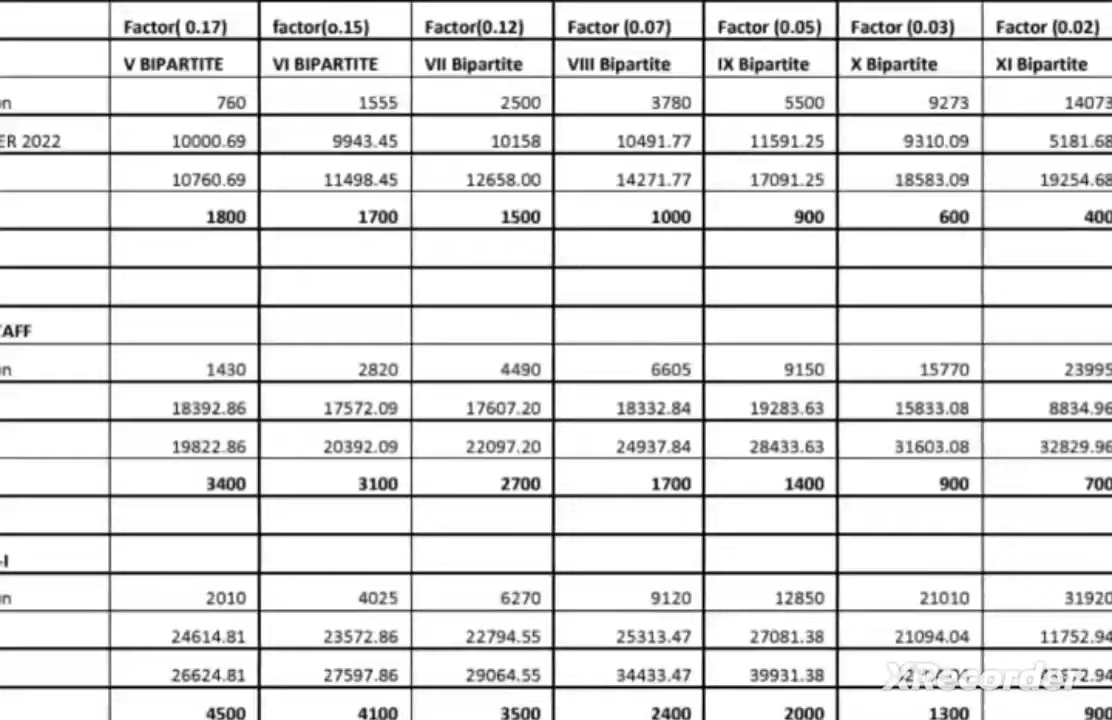 Factor( 0.17) factor(o.15) Factor(0.12) Factor (0.07) Factor (0.05) Factor (0.03) Factor (0.02)
V BIPARTITE VI BIPARTITE VII Bipartite VIII Bipartite IX Bipartite X Bipartite XI Bipartite
on 760 1555 2500 3780 5500 9273 14073
ER 2022 10000.69 9943.45 10158 10491.77 11591.25 9310.09 5181.68
10760.69 11498.45 12658.00 14271.77 17091.25 18583.09 19254.68
1800 1700 1500 1000 900 600 400
TAFF
on 1430 2820 4490 6605 9150 15770 23995
18392.86 17572.09 17607.20 18332.84 19283.63 15833.08 8834.96
19822.86 20392.09 22097.20 24937.84 28433.63 31603.08 32829.96
3400 3100 2700 1700 1400 900 700
-I
on 2010 4025 6270 9120 12850 21010 31920
24614.81 23572.86 22794.55 25313.47 27081.38 21094.04 11752.94
26624.81 27597.86 29064.55 34433.47 39931.38
XRecorder
4500 4100 3500 2400 2000 1300 900